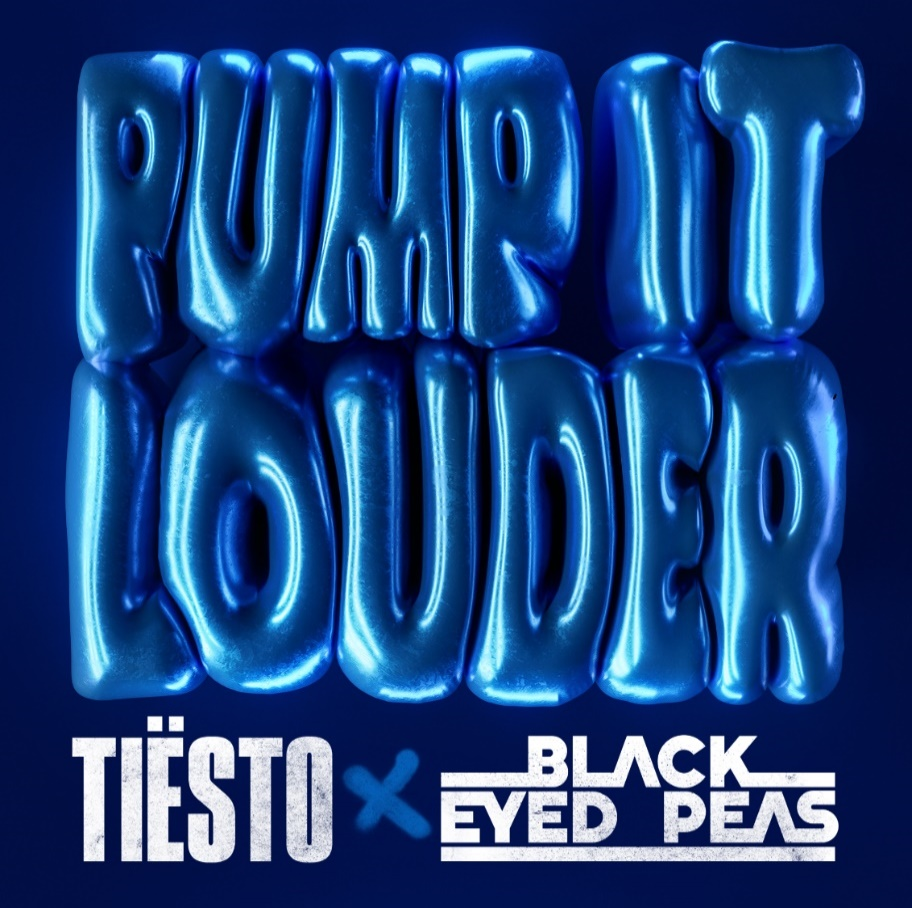 PUMP IT
LOUDER
TIËSTO X BLACK EYED PEAS